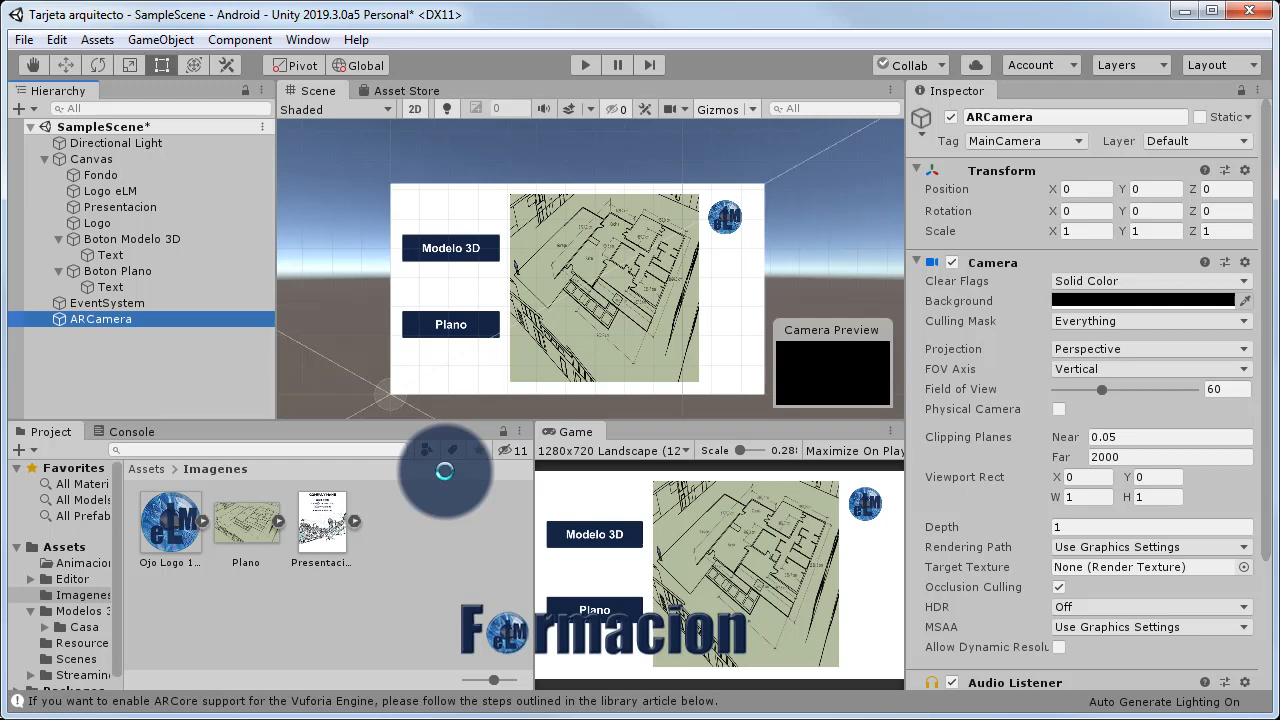 Tarjeta arquitecto - SampleScene - Android - Unity 2019.3.0a5 Personal* <DX11>
File Edit Assets GameObject Component Window Help
Pivot Global Collab Account Layers Layout
Hierarchy
All
SampleScene*
Directional Light
Canvas
Fondo
Logo eLM
Presentacion
Logo
Boton Modelo 3D
Text
Boton Plano
Text
EventSystem
ARCamera
Scene Asset Store
Shaded 2D 0 0 Gizmos All
Modelo 3D
Plano
eLM
Camera Preview
Project Console
11
Favorites
All Materi
All Models
All Prefab
Assets
Animacion
Editor
Imagenes
Modelos 3
Casa
Resource
Scenes
Streamin
Packages
Assets > Imagenes
Ojo Logo 1... Plano Presentaci...
Game
1280x720 Landscape (12 Scale 0.28 Maximize On Play
Modelo 3D
Plano
eLM
Formacion
Inspector
ARCamera Static
Tag MainCamera Layer Default
Transform
Position X 0 Y 0 Z 0
Rotation X 0 Y 0 Z 0
Scale X 1 Y 1 Z 1
Camera
Clear Flags Solid Color
Background
Culling Mask Everything
Projection Perspective
FOV Axis Vertical
Field of View 60
Physical Camera
Clipping Planes Near 0.05
Far 2000
Viewport Rect X 0 Y 0
W 1 H 1
Depth 1
Rendering Path Use Graphics Settings
Target Texture None (Render Texture)
Occlusion Culling
HDR Off
MSAA Use Graphics Settings
Allow Dynamic Resolu
Audio Listener
If you want to enable ARCore support for the Vuforia Engine, please follow the steps outlined in the library article below.
Auto Generate Lighting On